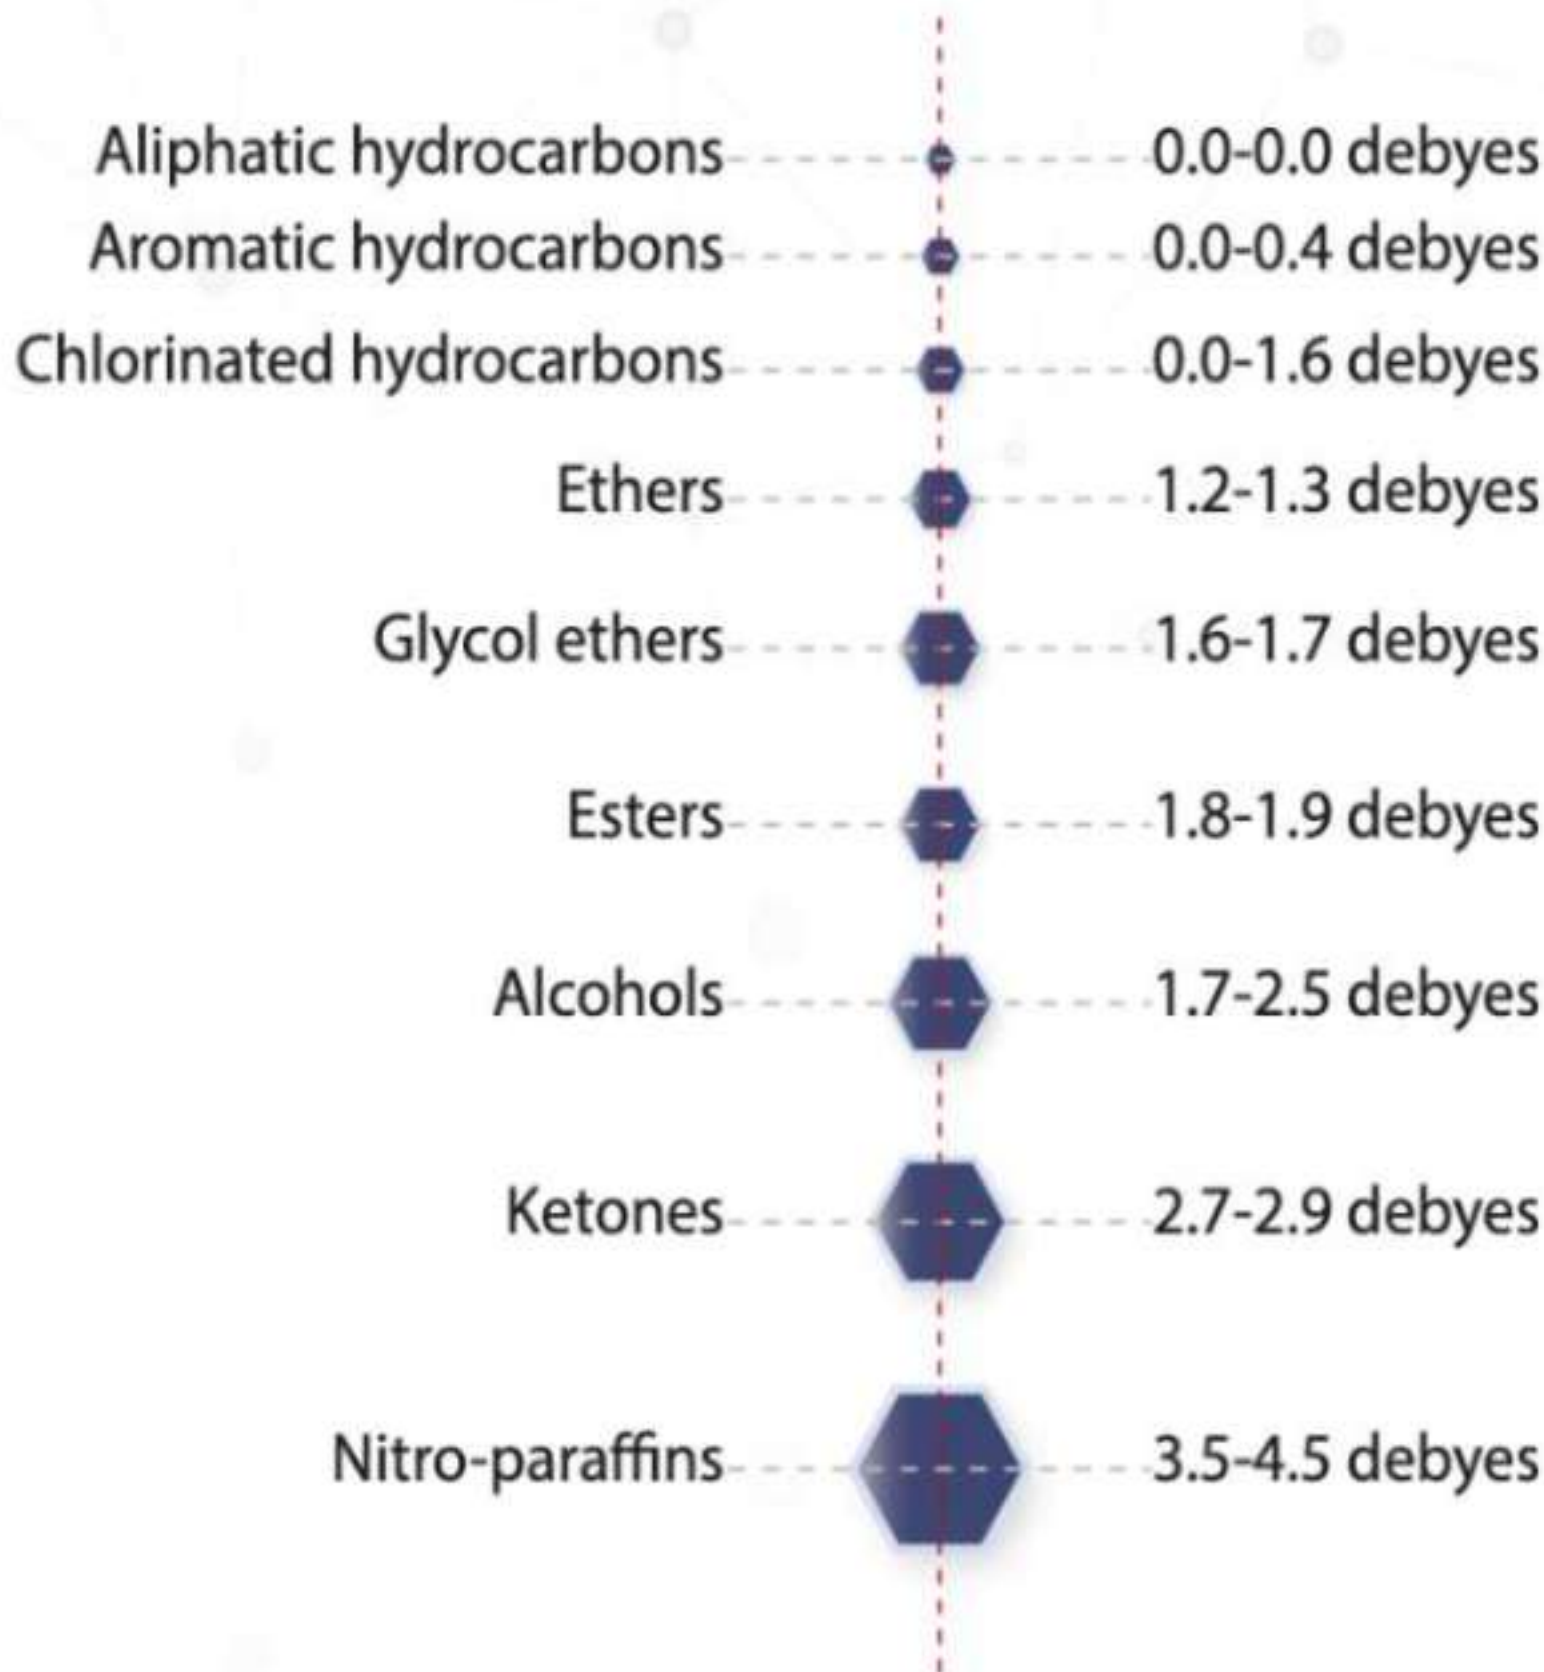 Aliphatic hydrocarbons 0.0-0.0 debyes
Aromatic hydrocarbons 0.0-0.4 debyes
Chlorinated hydrocarbons 0.0-1.6 debyes
Ethers 1.2-1.3 debyes
Glycol ethers 1.6-1.7 debyes
Esters 1.8-1.9 debyes
Alcohols 1.7-2.5 debyes
Ketones 2.7-2.9 debyes
Nitro-paraffins 3.5-4.5 debyes